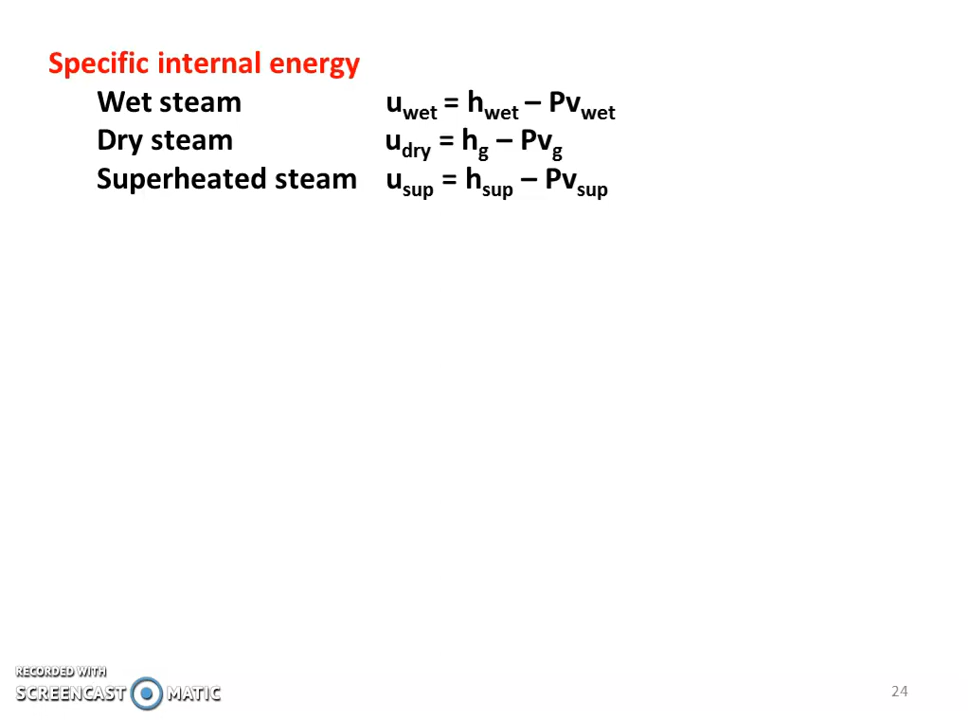 Specific internal energy
Wet steam u_wet = h_wet – Pv_wet
Dry steam u_dry = h_g – Pv_g
Superheated steam u_sup = h_sup – Pv_sup
RECORDED WITH
SCREENCAST MATIC
24